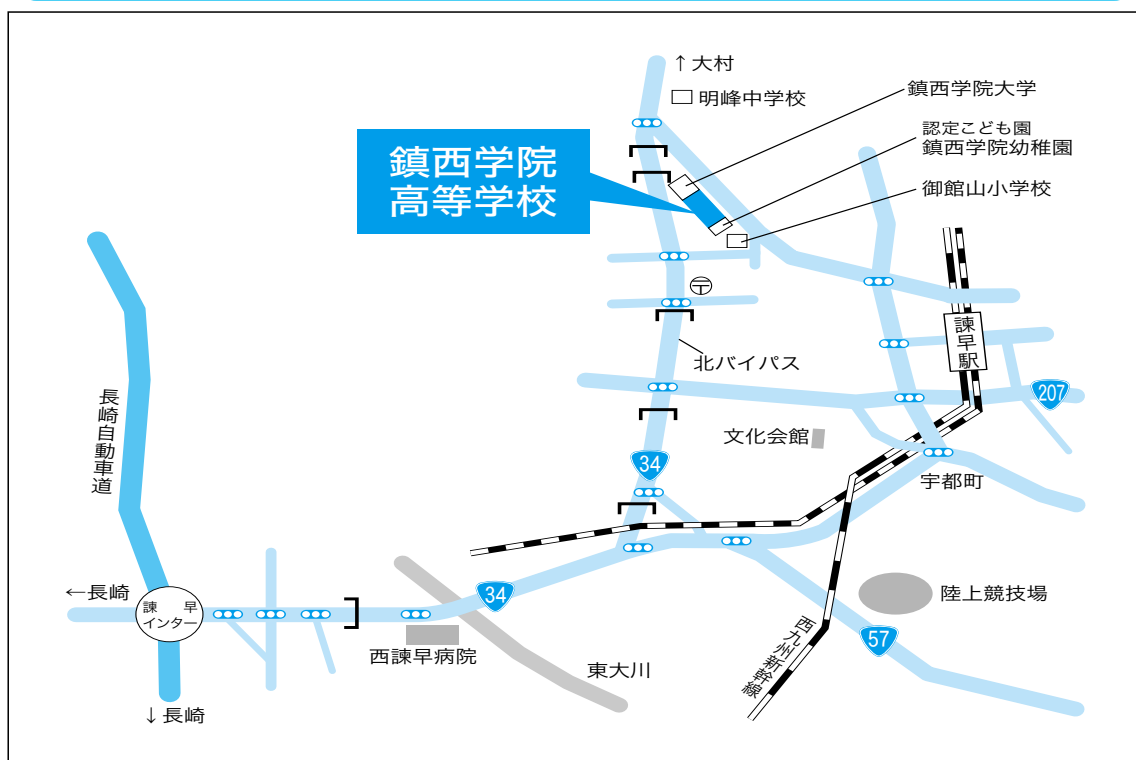 ↑大村
明峰中学校
鎮西学院大学
認定こども園
鎮西学院幼稚園
御館山小学校
鎮西学院
高等学校
〒
諫早駅
北バイパス
207
長崎自動車道
文化会館
34
宇都町
←長崎
諫早
インター
34
陸上競技場
57
西諫早病院
東大川
西九州新幹線
↓長崎